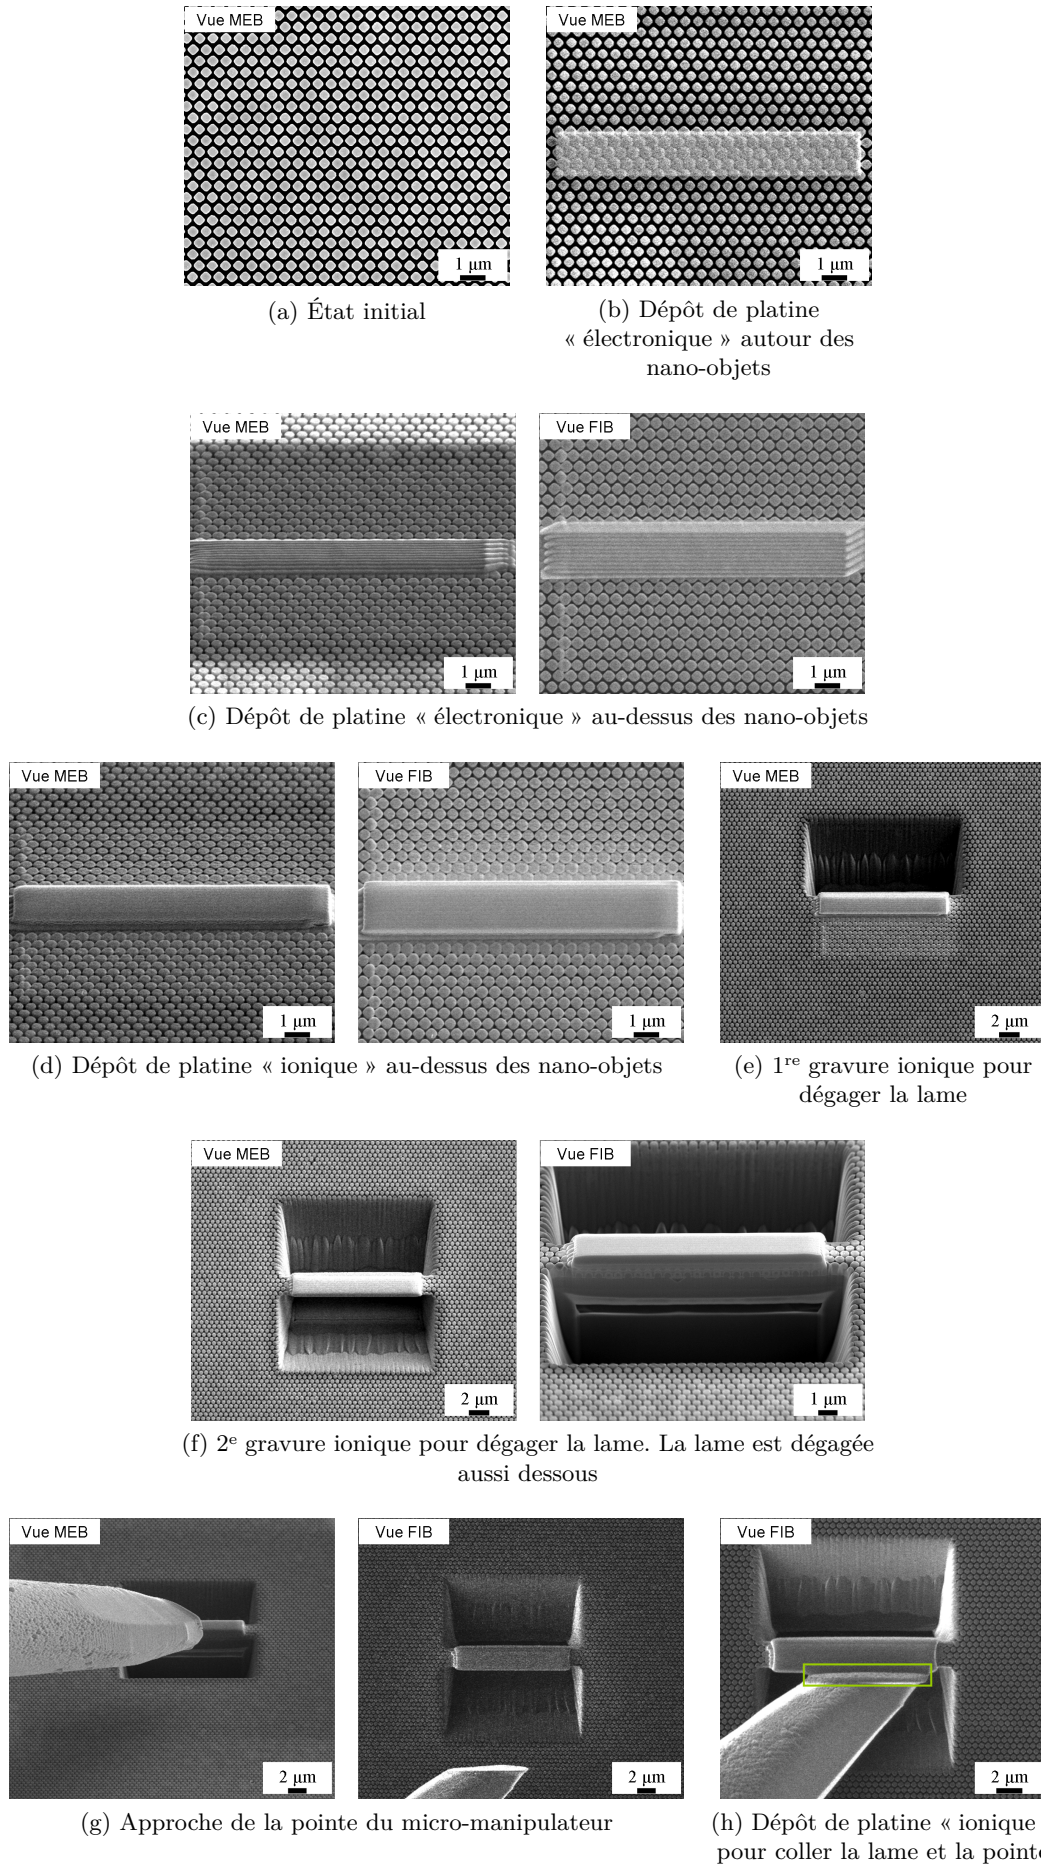 Vue MEB
Vue MEB
1 µm
1 µm
(a) État initial
(b) Dépôt de platine
« électronique » autour des
nano-objets
Vue MEB
Vue FIB
1 µm
1 µm
(c) Dépôt de platine « électronique » au-dessus des nano-objets
Vue MEB
Vue FIB
Vue MEB
1 µm
1 µm
2 µm
(d) Dépôt de platine « ionique » au-dessus des nano-objets
(e) 1re gravure ionique pour
dégager la lame
Vue MEB
Vue FIB
2 µm
1 µm
(f) 2e gravure ionique pour dégager la lame. La lame est dégagée
aussi dessous
Vue MEB
Vue FIB
Vue FIB
2 µm
2 µm
2 µm
(g) Approche de la pointe du micro-manipulateur
(h) Dépôt de platine « ionique
pour coller la lame et la pointe